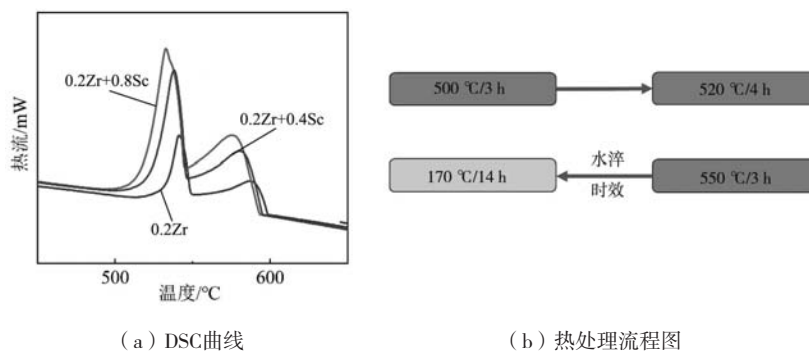 热流/mW
0.2Zr+0.8Sc
0.2Zr+0.4Sc
0.2Zr
500
600
温度/℃
(a)DSC曲线
500 ℃/3 h
520 ℃/4 h
170 ℃/14 h
水淬
时效
550 ℃/3 h
(b)热处理流程图